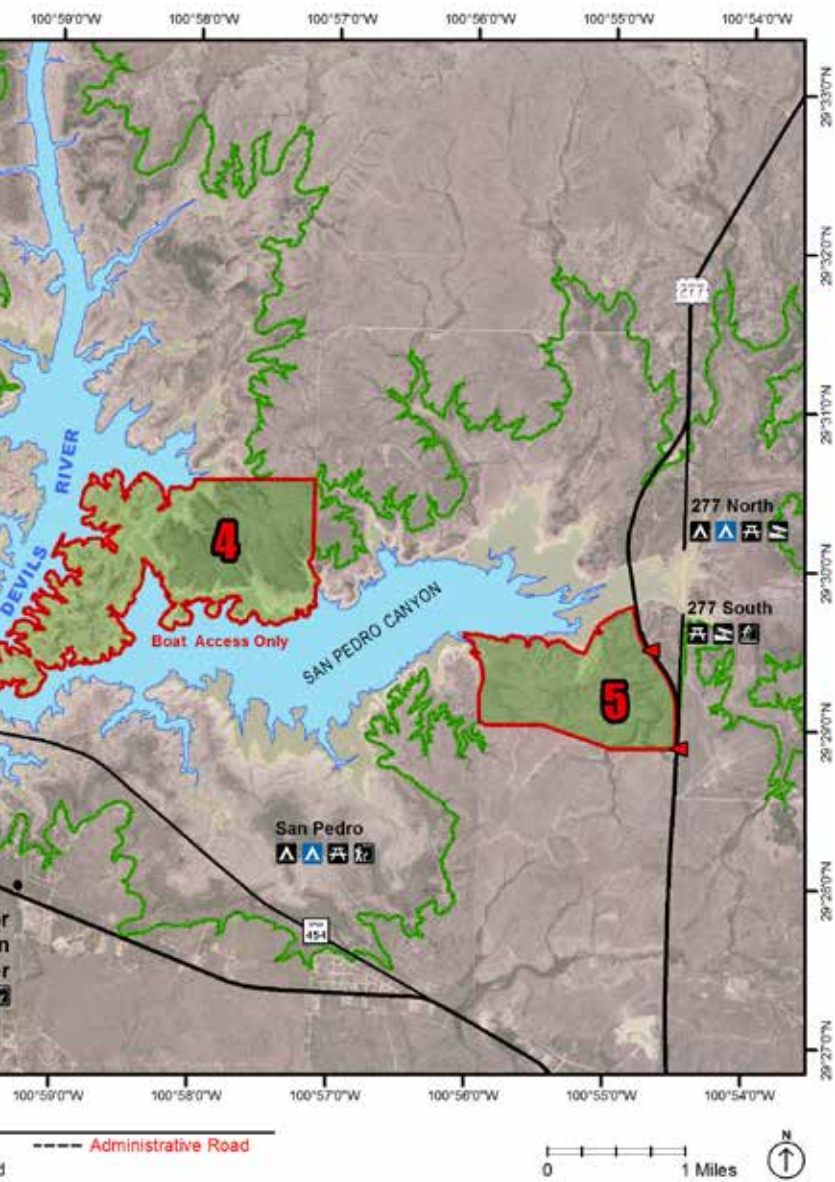 100°59'0"W 100°58'0"W 100°57'0"W 100°56'0"W 100°55'0"W 100°54'0"W
29°33'0"N
29°32'0"N
277
29°31'0"N
RIVER
DEVILS
4
277 North
29°30'0"N
SAN PEDRO CANYON
277 South
Boat Access Only
5
29°29'0"N
San Pedro
29°28'0"N
454
r
n
r
29°27'0"N
100°59'0"W 100°58'0"W 100°57'0"W 100°56'0"W 100°55'0"W 100°54'0"W
Administrative Road
d
0 1 Miles
N